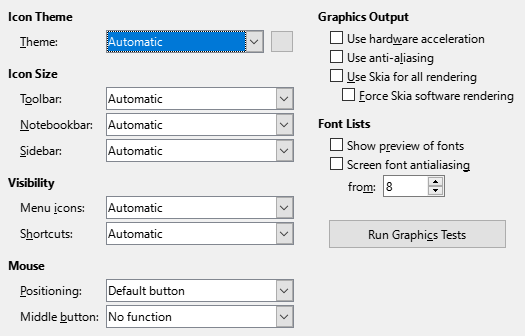 Icon Theme
Theme: Automatic
Icon Size
Toolbar: Automatic
Notebookbar: Automatic
Sidebar: Automatic
Visibility
Menu icons: Automatic
Shortcuts: Automatic
Mouse
Positioning: Default button
Middle button: No function
Graphics Output
Use hardware acceleration
Use anti-aliasing
Use Skia for all rendering
Force Skia software rendering
Font Lists
Show preview of fonts
Screen font antialiasing
from: 8
Run Graphics Tests